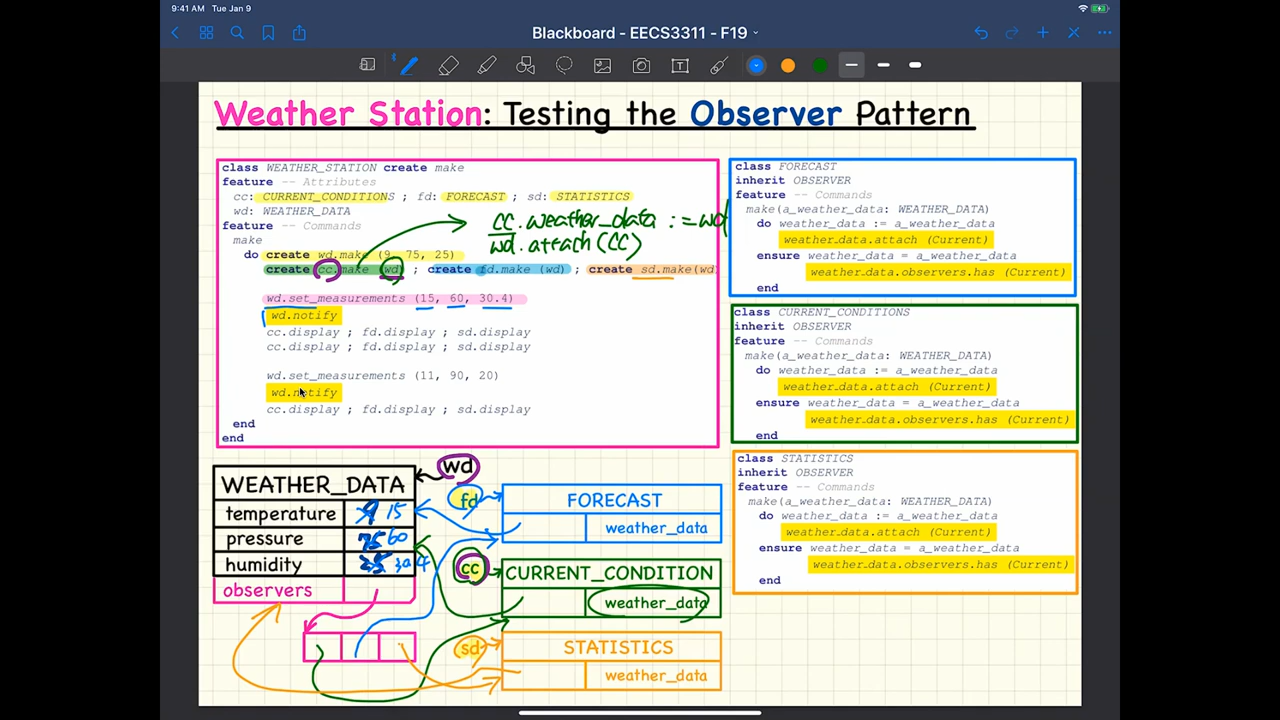 9:41 AM Tue Jan 9
Blackboard - EECS3311 - F19
Weather Station: Testing the Observer Pattern
class WEATHER_STATION create make
feature -- Attributes
cc: CURRENT_CONDITIONS ; fd: FORECAST ; sd: STATISTICS
wd: WEATHER_DATA
feature -- Commands
make
do create wd.make (9, 75, 25)
create cc.make (wd) ; create fd.make (wd) ; create sd.make(wd)
cc.weather_data := wd
wd.attach(cc)
wd.set_measurements (15, 60, 30.4)
wd.notify
cc.display ; fd.display ; sd.display
cc.display ; fd.display ; sd.display
wd.set_measurements (11, 90, 20)
wd.notify
cc.display ; fd.display ; sd.display
end
end
class FORECAST
inherit OBSERVER
feature -- Commands
make(a_weather_data: WEATHER_DATA)
do weather_data := a_weather_data
weather_data.attach (Current)
ensure weather_data = a_weather_data
weather_data.observers.has (Current)
end
class CURRENT_CONDITIONS
inherit OBSERVER
feature -- Commands
make(a_weather_data: WEATHER_DATA)
do weather_data := a_weather_data
weather_data.attach (Current)
ensure weather_data = a_weather_data
weather_data.observers.has (Current)
end
class STATISTICS
inherit OBSERVER
feature -- Commands
make(a_weather_data: WEATHER_DATA)
do weather_data := a_weather_data
weather_data.attach (Current)
ensure weather_data = a_weather_data
weather_data.observers.has (Current)
end
wd
WEATHER_DATA
temperature 9 15
pressure 75 60
humidity 25 30.4
observers
fd
FORECAST
weather_data
cc
CURRENT_CONDITION
weather_data
sd
STATISTICS
weather_data